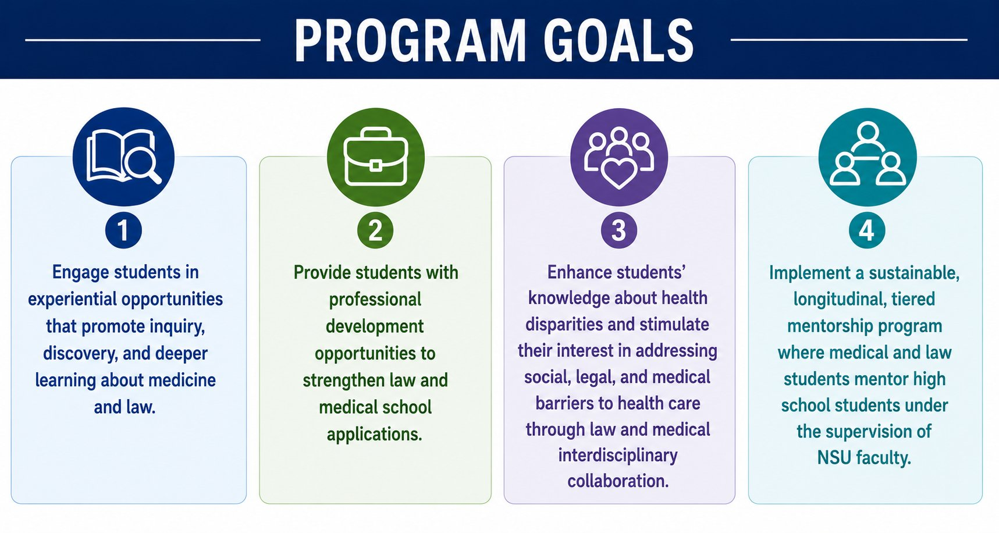 PROGRAM GOALS
1
Engage students in
experiential opportunities
that promote inquiry,
discovery, and deeper
learning about medicine
and law.
2
Provide students with
professional
development
opportunities to
strengthen law and
medical school
applications.
3
Enhance students’
knowledge about health
disparities and stimulate
their interest in addressing
social, legal, and medical
barriers to health care
through law and medical
interdisciplinary
collaboration.
4
Implement a sustainable,
longitudinal, tiered
mentorship program
where medical and law
students mentor high
school students under
the supervision of
NSU faculty.